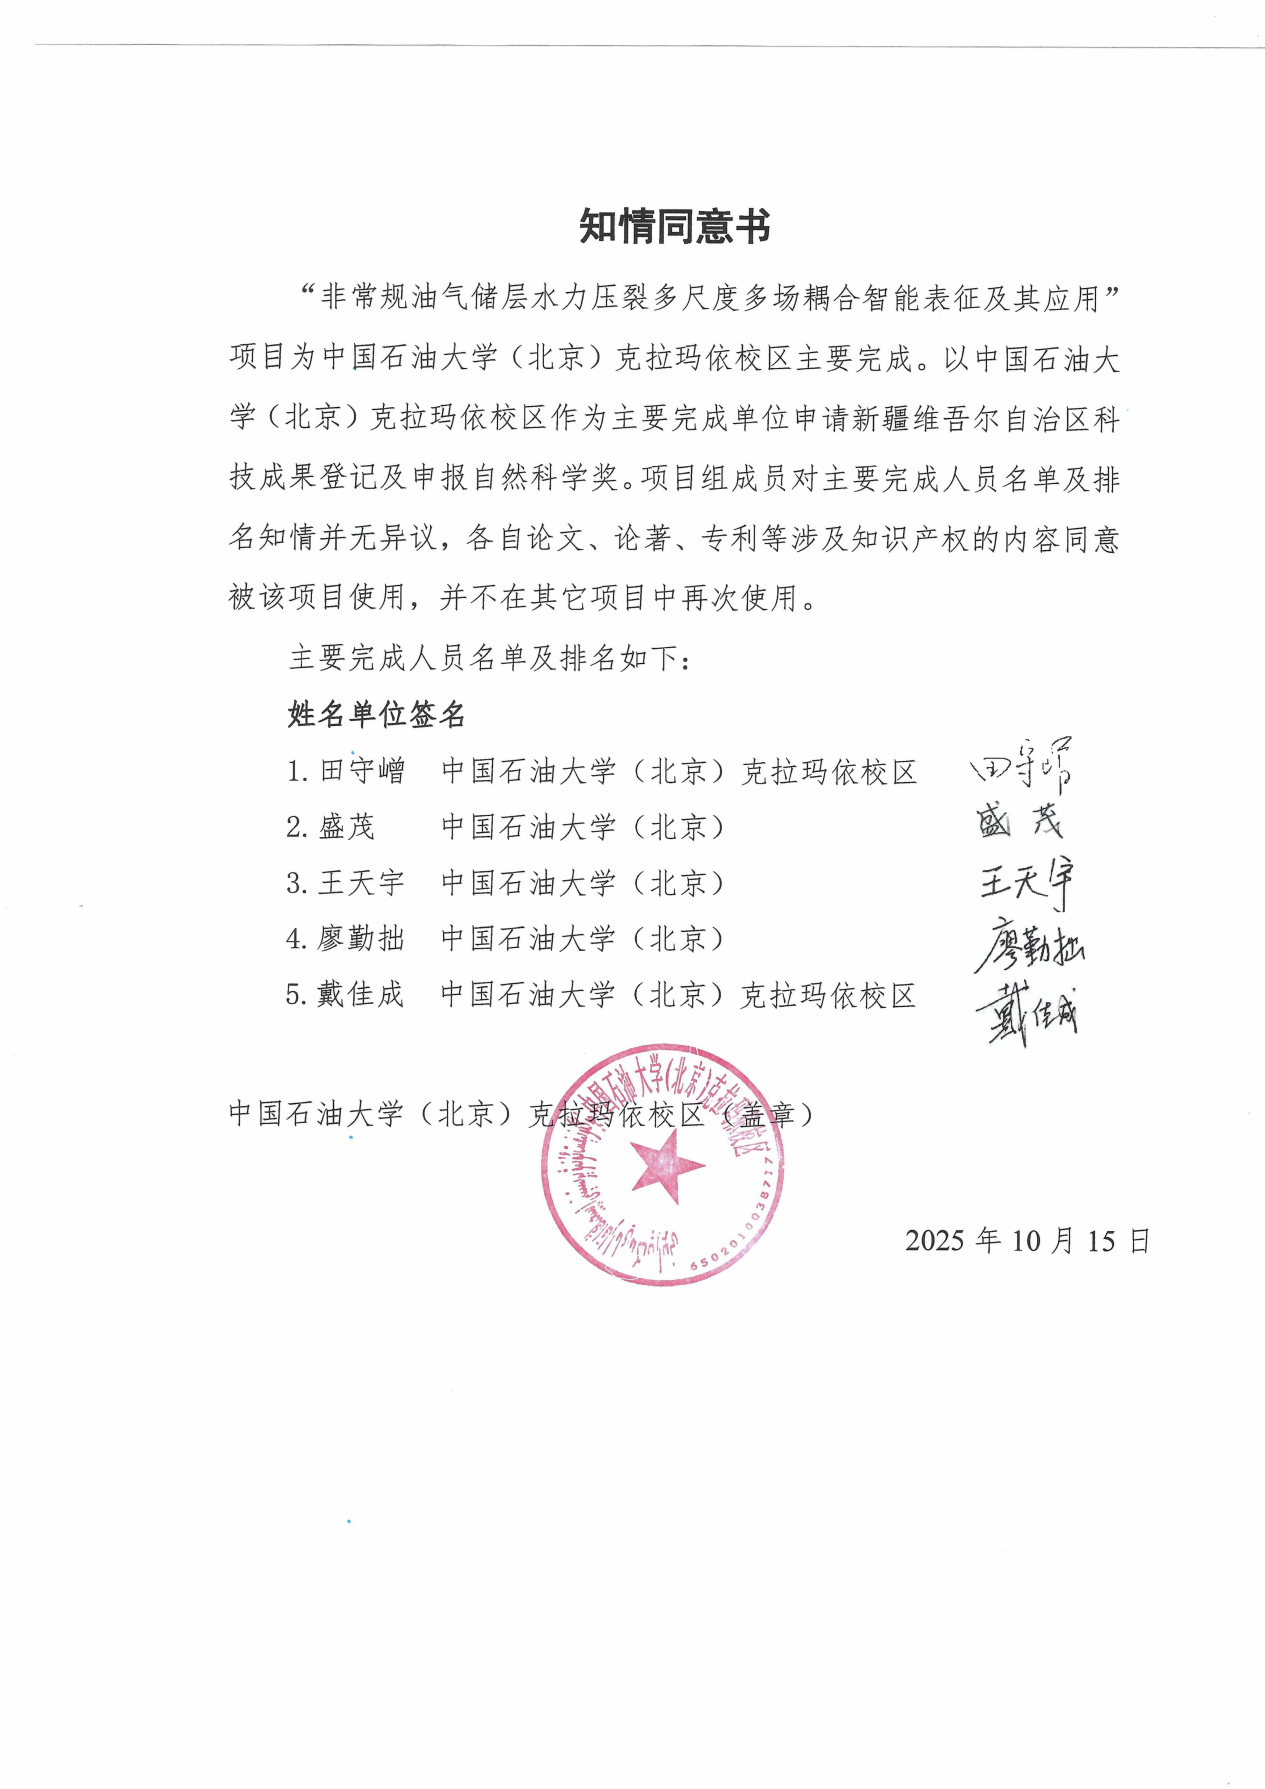 知情同意书
“非常规油气储层水力压裂多尺度多场耦合智能表征及其应用”
项目为中国石油大学（北京）克拉玛依校区主要完成。以中国石油大
学（北京）克拉玛依校区作为主要完成单位申请新疆维吾尔自治区科
技成果登记及申报自然科学奖。项目组成员对主要完成人员名单及排
名知情并无异议，各自论文、论著、专利等涉及知识产权的内容同意
被该项目使用，并不在其它项目中再次使用。
主要完成人员名单及排名如下：
姓名单位签名
1.田守嶒 中国石油大学（北京）克拉玛依校区 田守嶒
2.盛茂 中国石油大学（北京） 盛茂
3.王天宇 中国石油大学（北京） 王天宇
4.廖勤拙 中国石油大学（北京） 廖勤拙
5.戴佳成 中国石油大学（北京）克拉玛依校区 戴佳成
中国石油大学（北京）克拉玛依校区（盖章）
中国石油大学(北京)克拉玛依校区
6502010038717
2025 年 10 月 15 日